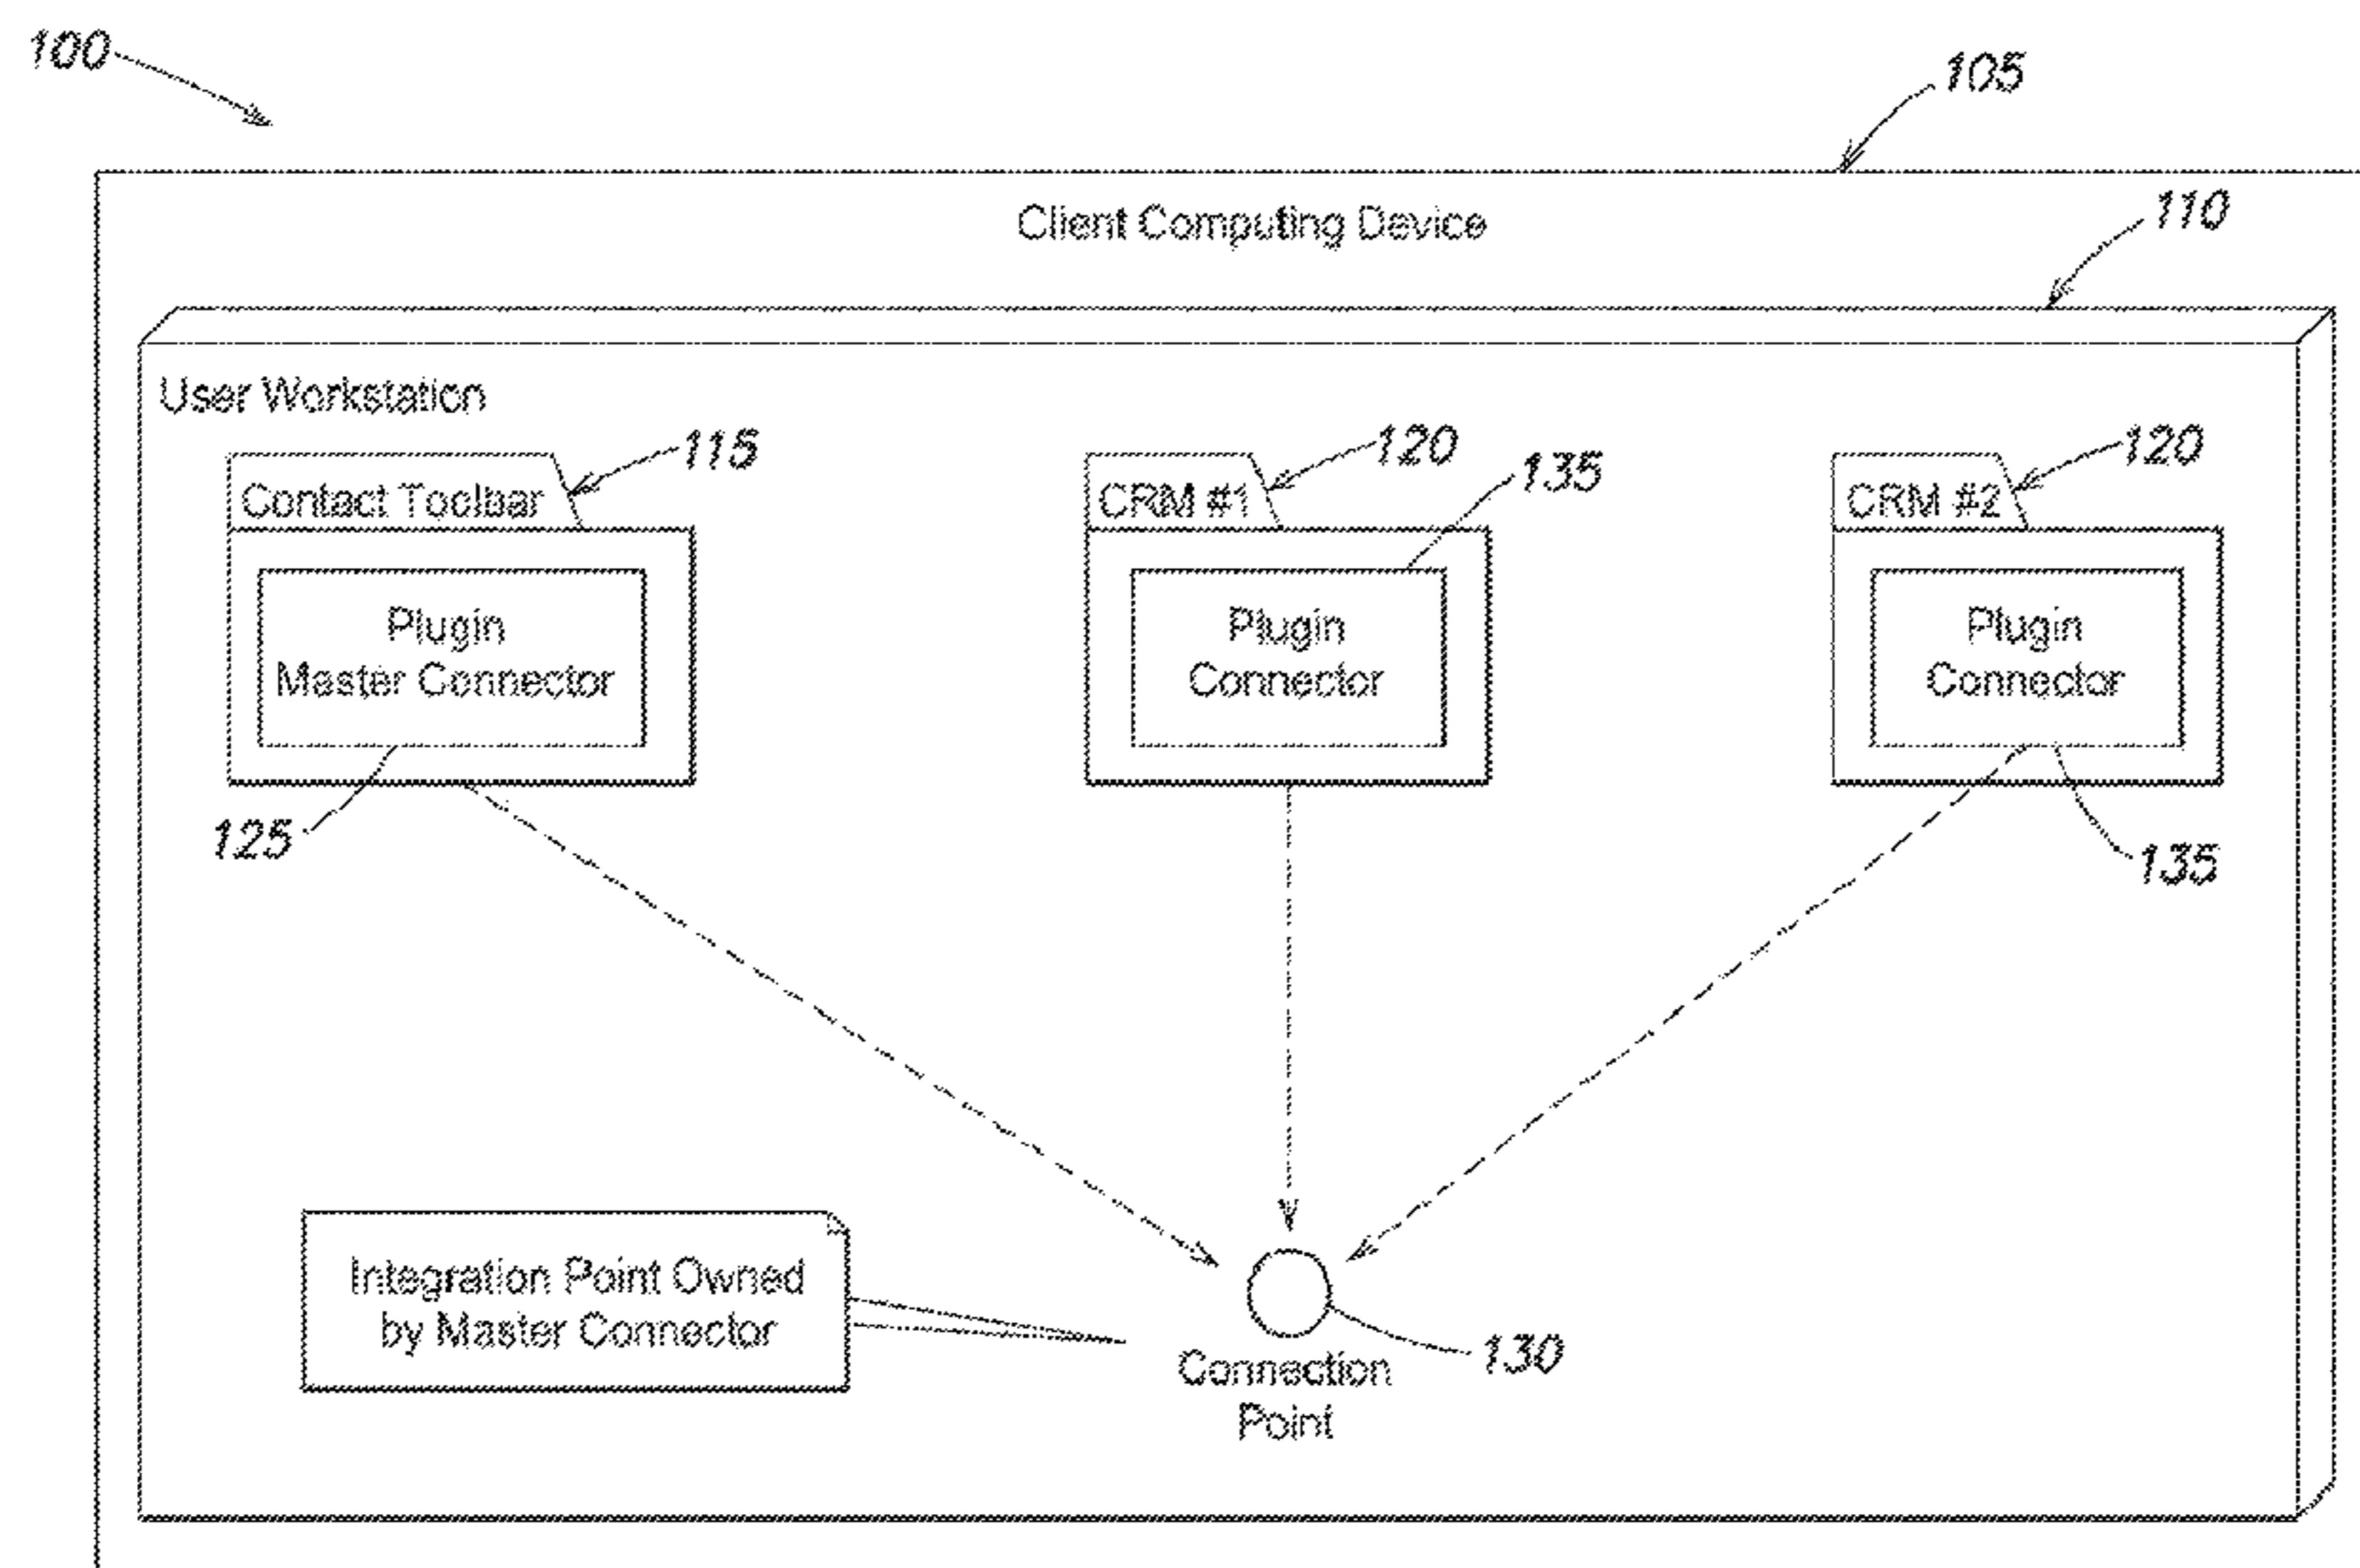 100
105
Client Computing Device
110
User Workstation
115
120
135
120
Contact Toolbar
CRM #1
CRM #2
Plugin
Master Connector
Plugin
Connector
Plugin
Connector
125
135
Integration Point Owned
by Master Connector
130
Connection
Point